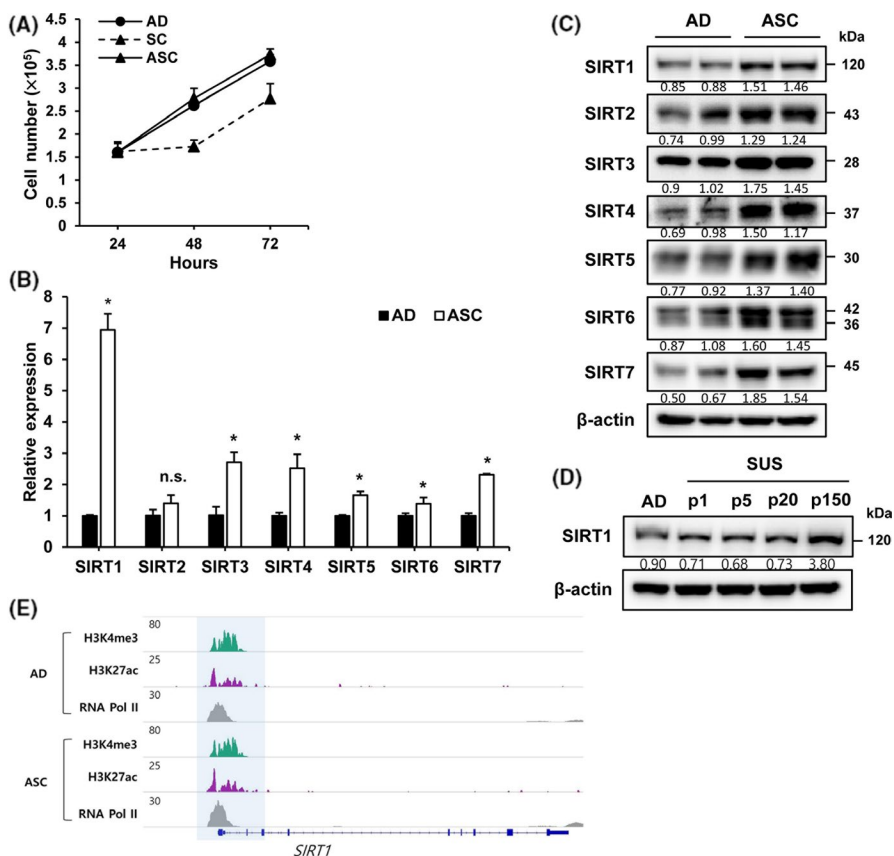 (A)
4.5
4
3.5
3
2.5
2
1.5
1
0.5
0
Cell number (×10⁵)
AD
SC
ASC
24 48 72
Hours
(B)
8
7
6
5
4
3
2
1
0
Relative expression
AD ASC
* n.s. * * * * *
SIRT1 SIRT2 SIRT3 SIRT4 SIRT5 SIRT6 SIRT7
(C)
AD ASC
kDa
SIRT1 120
0.85 0.88 1.51 1.46
SIRT2 43
0.74 0.99 1.29 1.24
SIRT3 28
0.9 1.02 1.75 1.45
SIRT4 37
0.69 0.98 1.50 1.17
SIRT5 30
0.77 0.92 1.37 1.40
SIRT6 42
36
0.87 1.08 1.60 1.45
SIRT7 45
0.50 0.67 1.85 1.54
β-actin
(D)
SUS
AD p1 p5 p20 p150
kDa
SIRT1 120
0.90 0.71 0.68 0.73 3.80
β-actin
(E)
AD
80
H3K4me3
25
H3K27ac
30
RNA Pol II
ASC
80
H3K4me3
25
H3K27ac
30
RNA Pol II
SIRT1